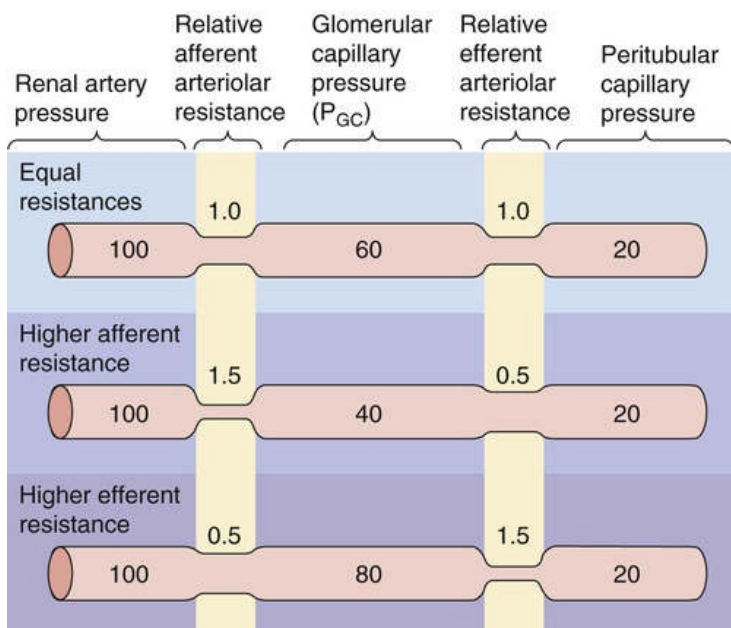 Renal artery
pressure
Relative
afferent
arteriolar
resistance
Glomerular
capillary
pressure
(PGC)
Relative
efferent
arteriolar
resistance
Peritubular
capillary
pressure
Equal
resistances
1.0
1.0
100
60
20
Higher afferent
resistance
1.5
0.5
100
40
20
Higher efferent
resistance
0.5
1.5
100
80
20